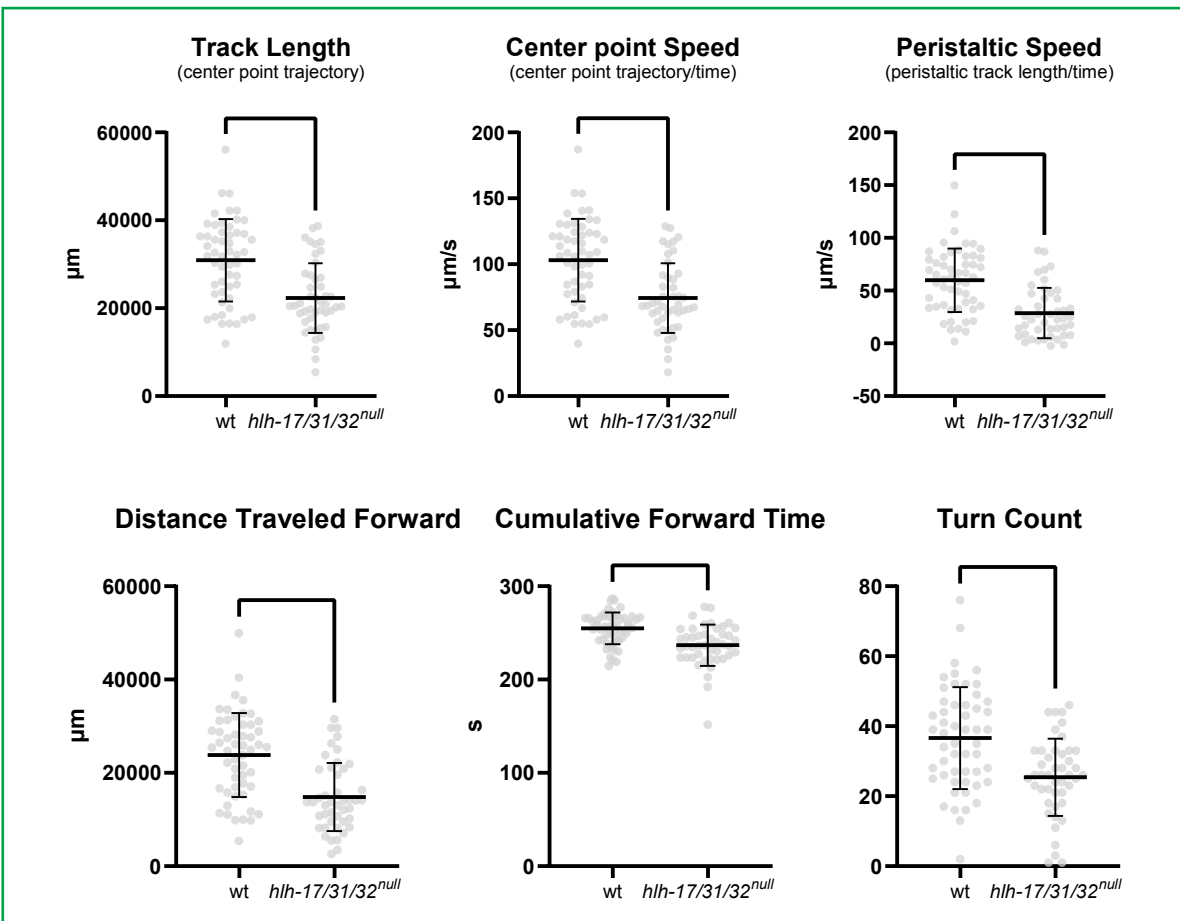 Track Length
(center point trajectory)
60000
40000
20000
0
µm
wt
hlh-17/31/32null
Center point Speed
(center point trajectory/time)
200
150
100
50
0
µm/s
wt
hlh-17/31/32null
Peristaltic Speed
(peristaltic track length/time)
200
150
100
50
0
-50
µm/s
wt
hlh-17/31/32null
Distance Traveled Forward
60000
40000
20000
0
µm
wt
hlh-17/31/32null
Cumulative Forward Time
300
200
100
0
s
wt
hlh-17/31/32null
Turn Count
80
60
40
20
0
wt
hlh-17/31/32null